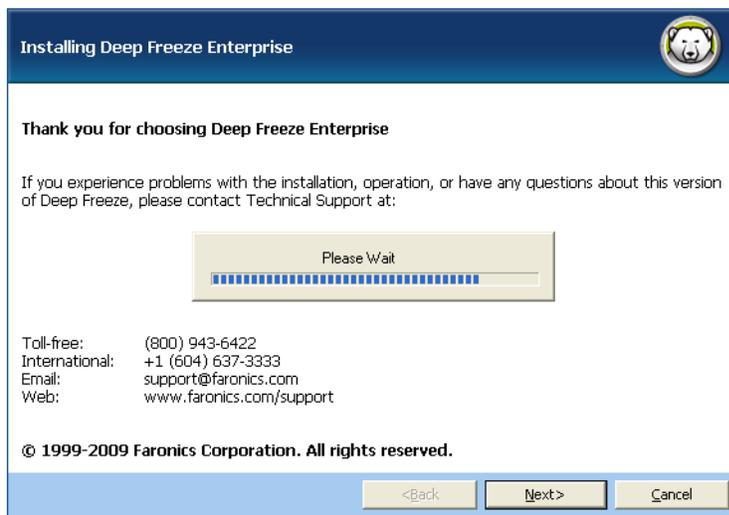 Installing Deep Freeze Enterprise
Thank you for choosing Deep Freeze Enterprise
If you experience problems with the installation, operation, or have any questions about this version
of Deep Freeze, please contact Technical Support at:
Please Wait
Toll-free: (800) 943-6422
International: +1 (604) 637-3333
Email: support@faronics.com
Web: www.faronics.com/support
© 1999-2009 Faronics Corporation. All rights reserved.
<Back Next> Cancel